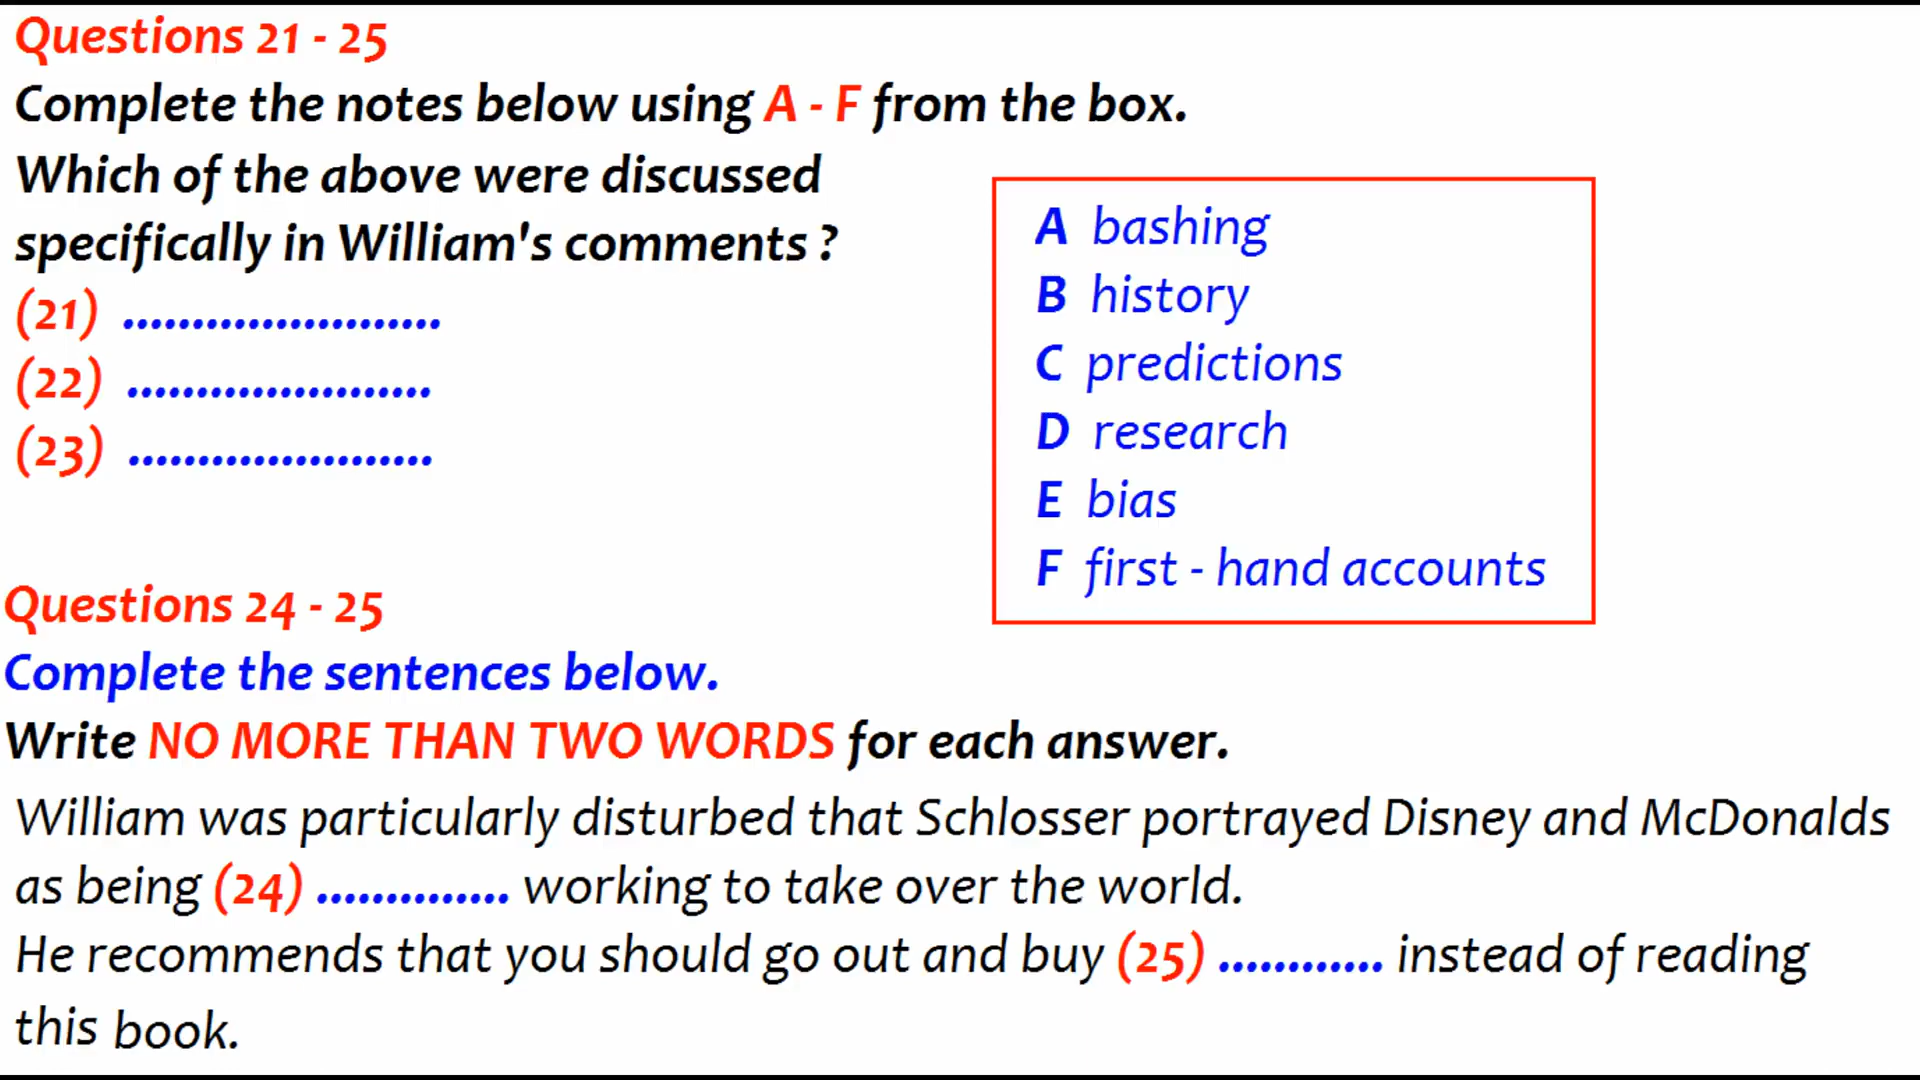 Questions 21 - 25
Complete the notes below using A - F from the box.
Which of the above were discussed
specifically in William's comments ?
(21) .......................
(22) ......................
(23) ......................
A bashing
B history
C predictions
D research
E bias
F first - hand accounts
Questions 24 - 25
Complete the sentences below.
Write NO MORE THAN TWO WORDS for each answer.
William was particularly disturbed that Schlosser portrayed Disney and McDonalds
as being (24) .............. working to take over the world.
He recommends that you should go out and buy (25) ............ instead of reading
this book.